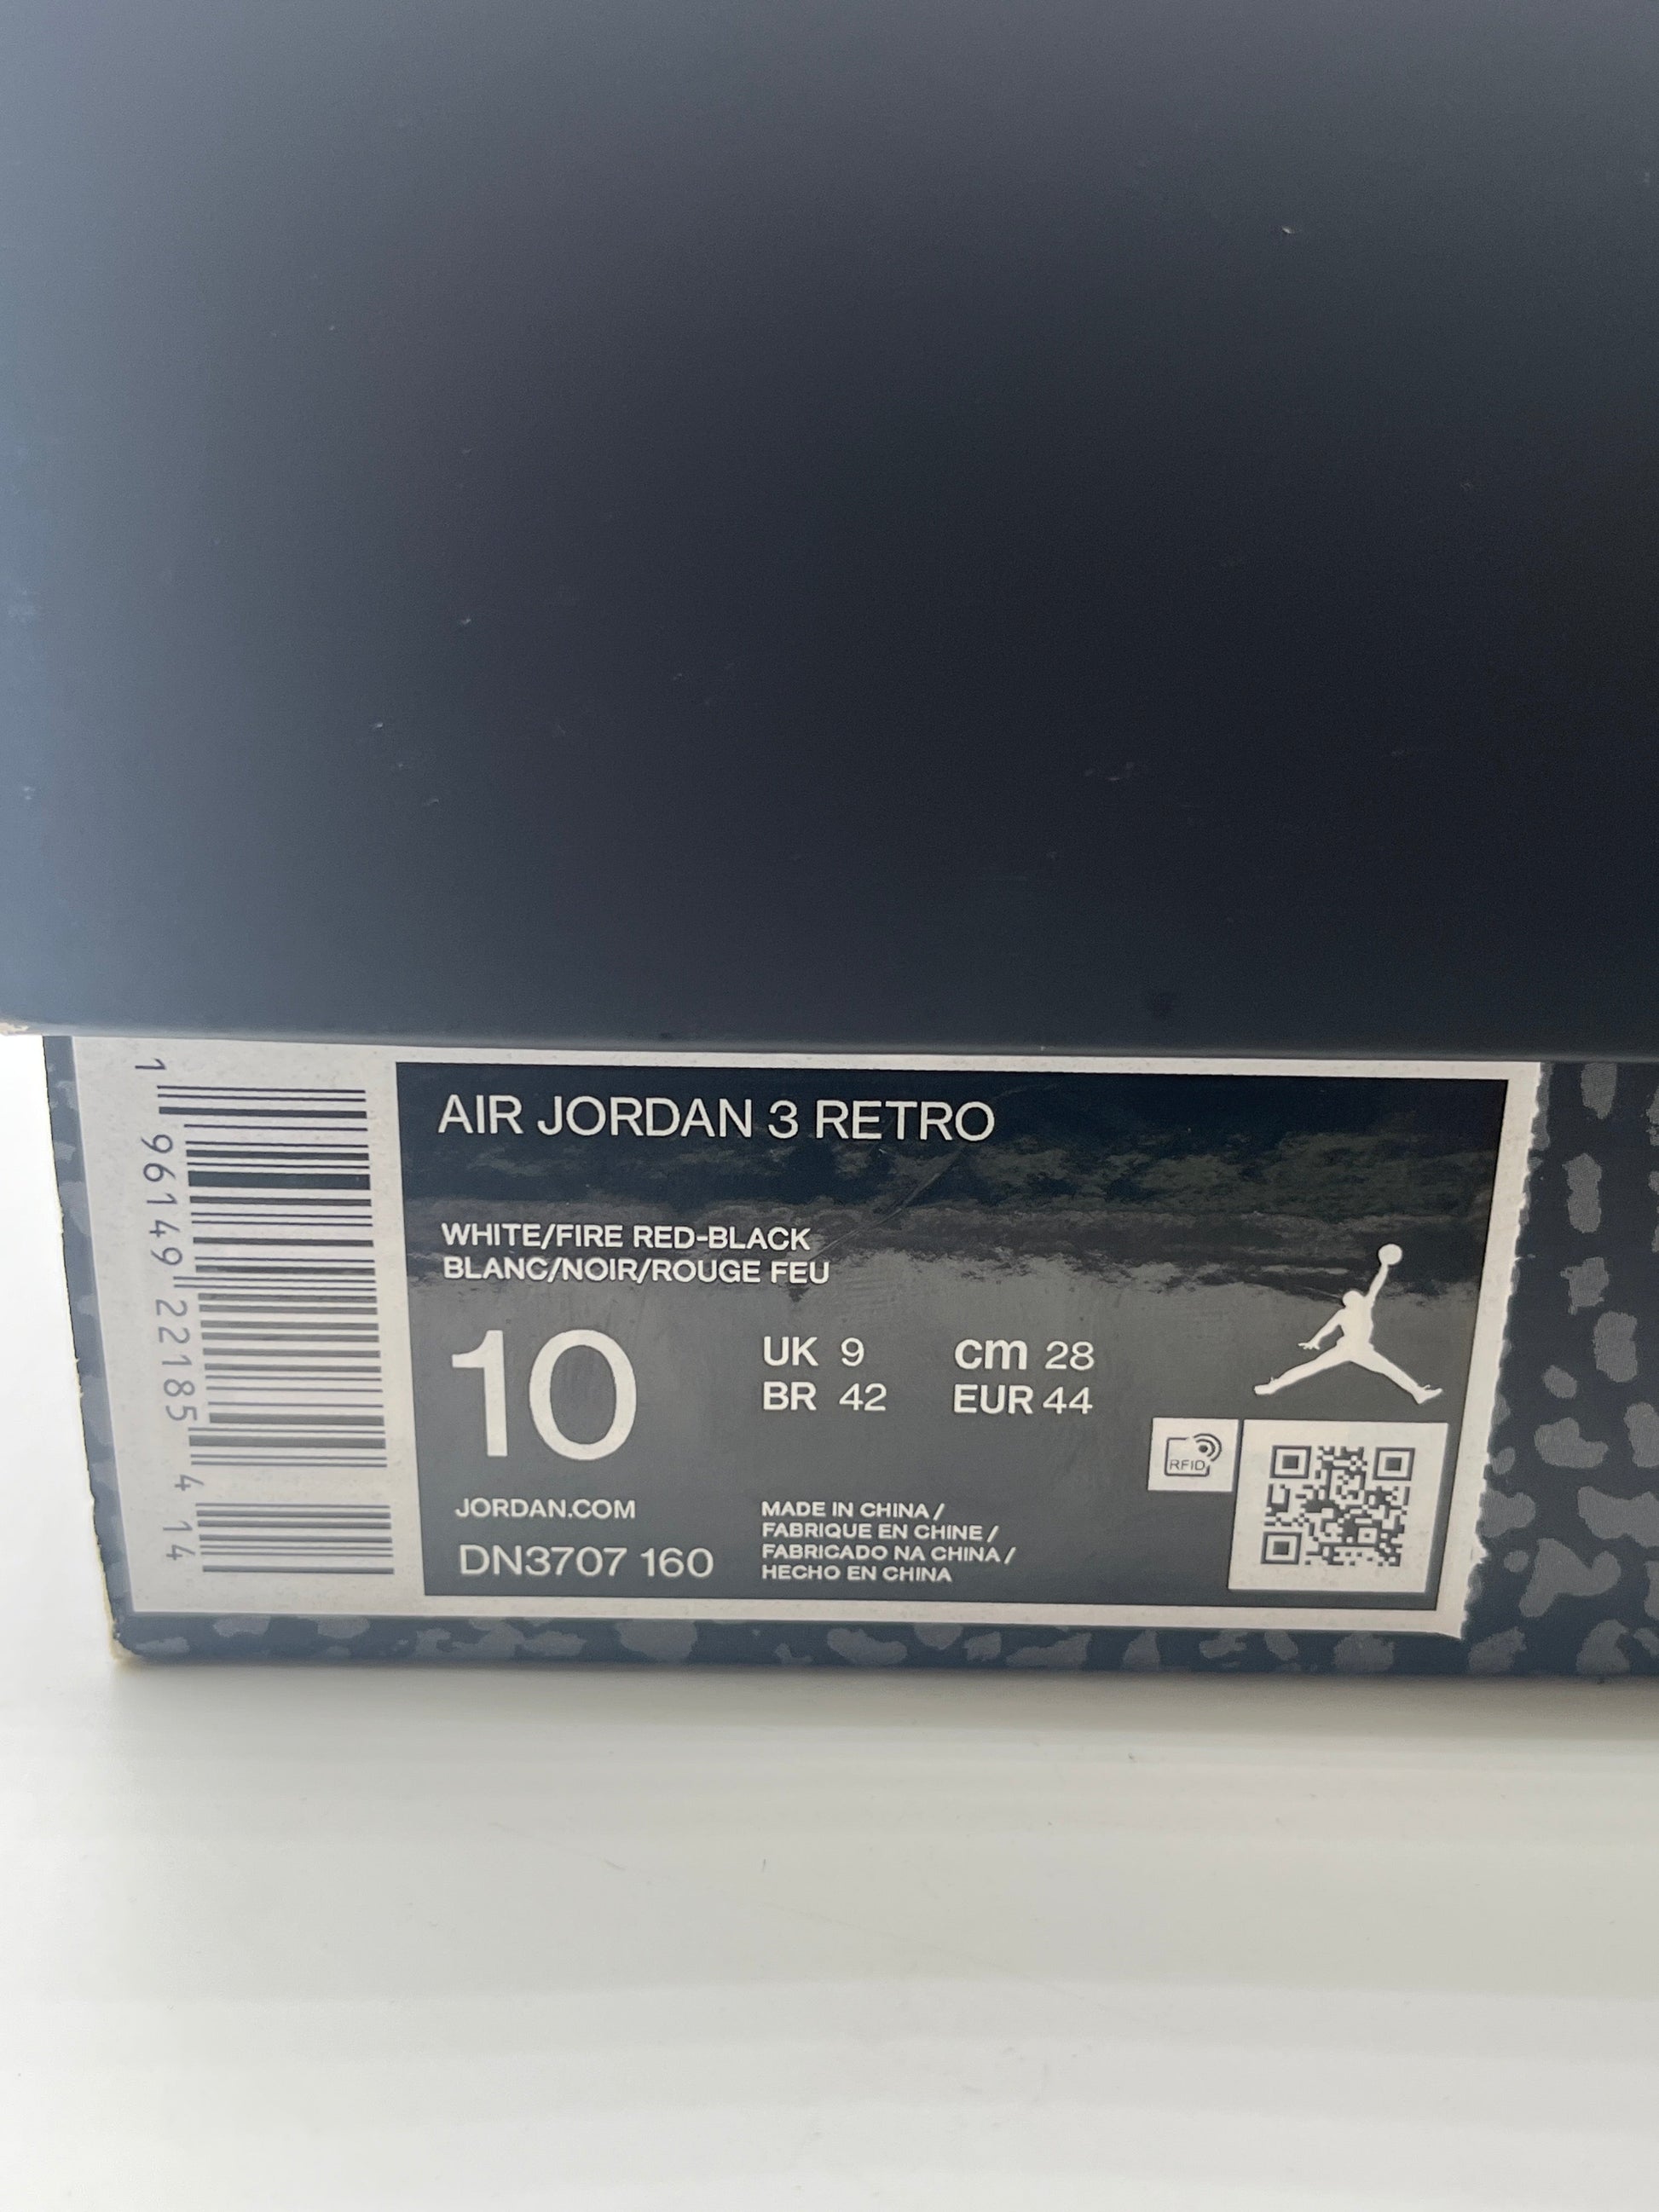 AIR JORDAN 3 RETRO
WHITE/FIRE RED-BLACK
BLANC/NOIR/ROUGE FEU
10
UK 9
cm 28
BR 42
EUR 44
RFID
JORDAN.COM
DN3707 160
MADE IN CHINA /
FABRIQUE EN CHINE /
FABRICADO NA CHINA /
HECHO EN CHINA
1 96149 22185 4 14